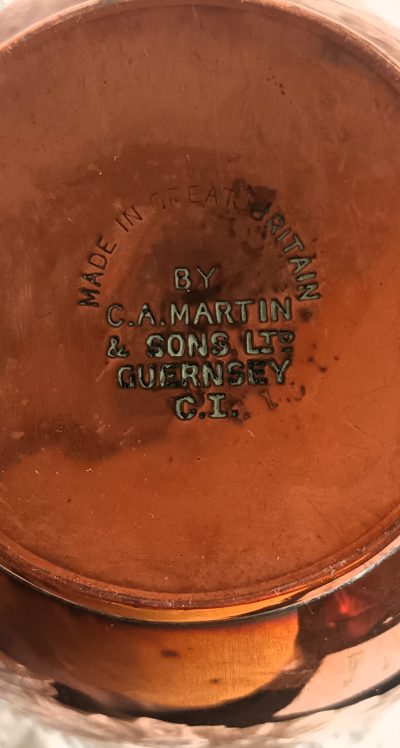 MADE IN GREAT BRITAIN
BY
C.A.MARTIN
& SONS LTD
GUERNSEY
C.I.